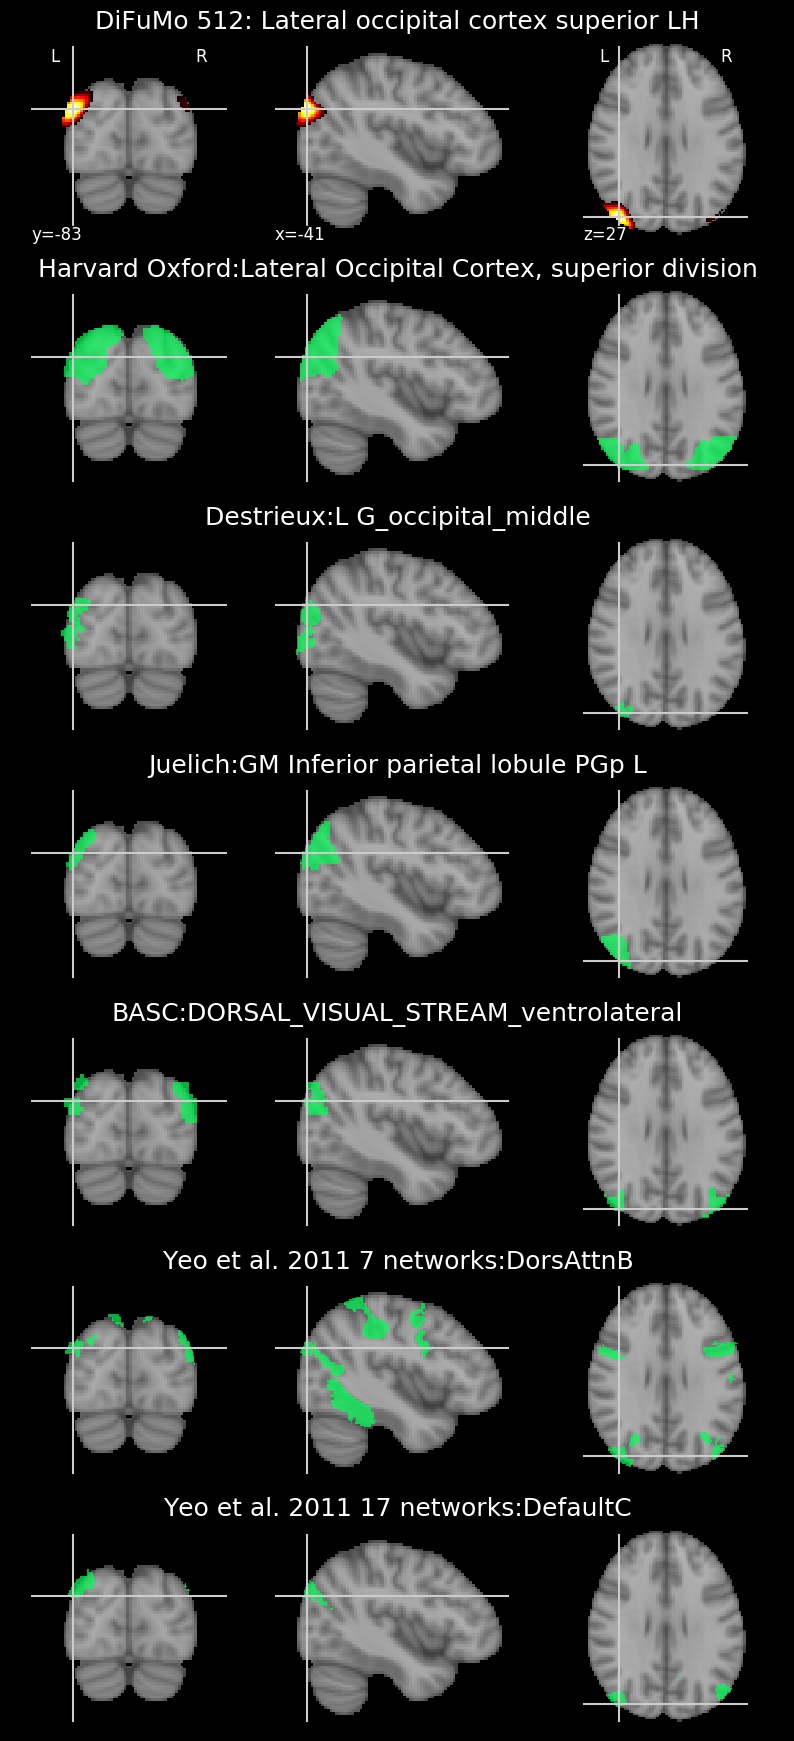 DiFuMo 512: Lateral occipital cortex superior LH
L R L R
y=-83 x=-41 z=27
Harvard Oxford:Lateral Occipital Cortex, superior division
Destrieux:L G_occipital_middle
Juelich:GM Inferior parietal lobule PGp L
BASC:DORSAL_VISUAL_STREAM_ventrolateral
Yeo et al. 2011 7 networks:DorsAttnB
Yeo et al. 2011 17 networks:DefaultC